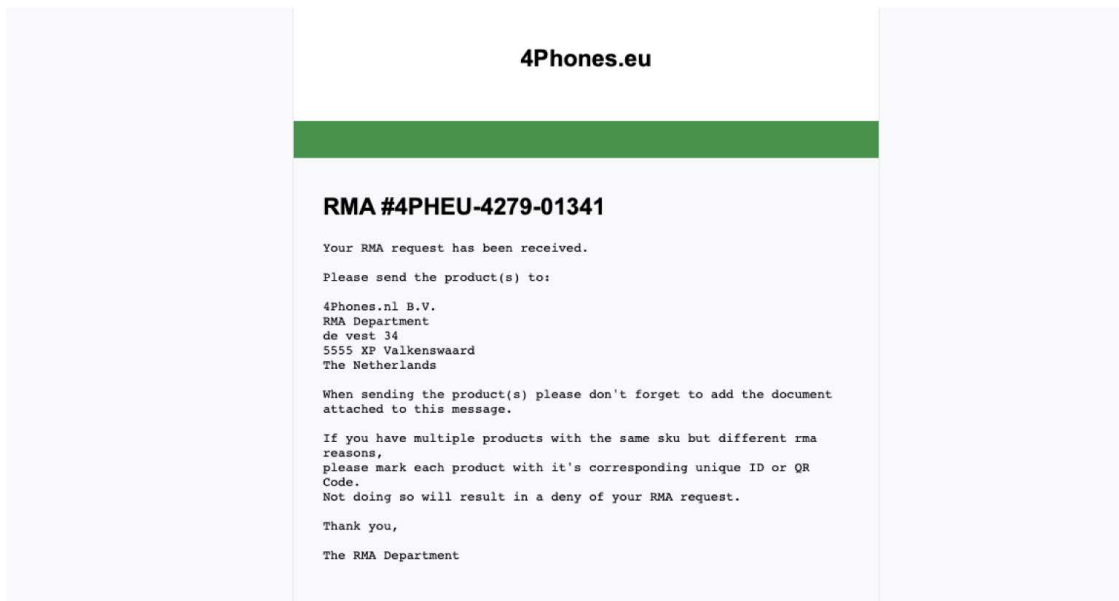 4Phones.eu
RMA #4PHEU-4279-01341
Your RMA request has been received.
Please send the product(s) to:
4Phones.nl B.V.
RMA Department
de vest 34
5555 XP Valkenswaard
The Netherlands
When sending the product(s) please don't forget to add the document
attached to this message.
If you have multiple products with the same sku but different rma
reasons,
please mark each product with it's corresponding unique ID or QR
Code.
Not doing so will result in a deny of your RMA request.
Thank you,
The RMA Department